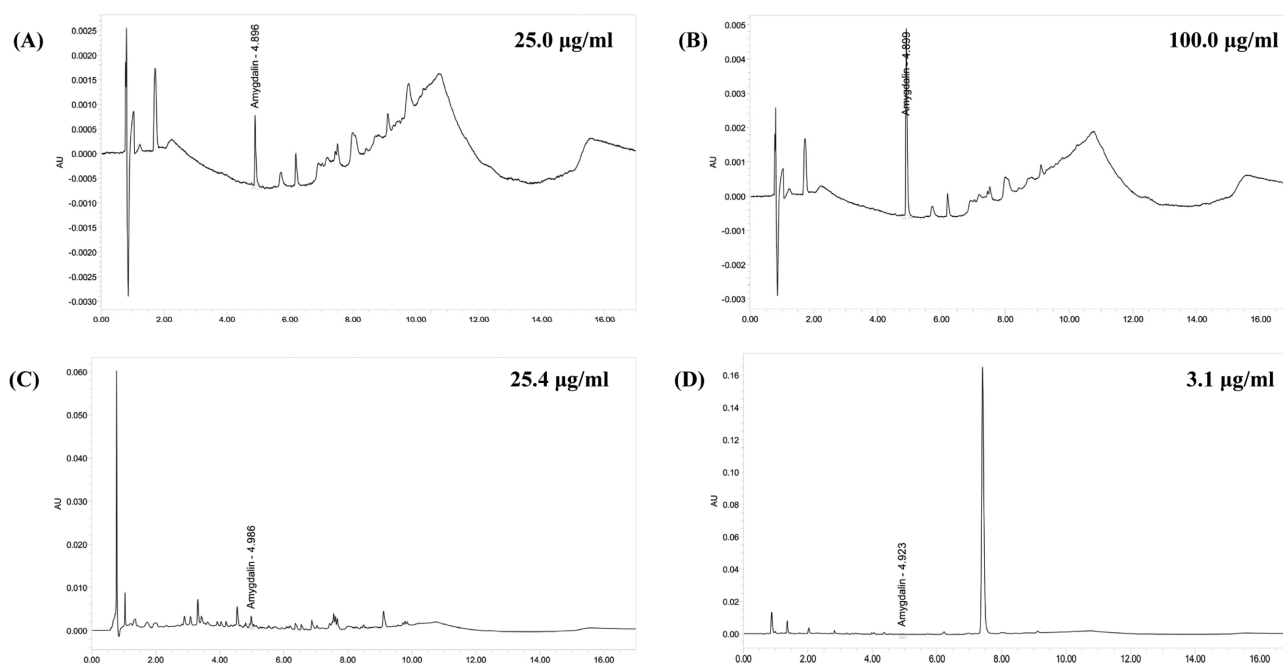 (A)
25.0 μg/ml
Amygdalin - 4.896
AU
0.0025
0.0020
0.0015
0.0010
0.0005
0.0000
-0.0005
-0.0010
-0.0015
-0.0020
-0.0025
-0.0030
0.00 2.00 4.00 6.00 8.00 10.00 12.00 14.00 16.00
(B)
100.0 μg/ml
Amygdalin - 4.899
AU
0.005
0.004
0.003
0.002
0.001
0.000
-0.001
-0.002
-0.003
0.00 2.00 4.00 6.00 8.00 10.00 12.00 14.00 16.00
(C)
25.4 μg/ml
Amygdalin - 4.986
AU
0.060
0.050
0.040
0.030
0.020
0.010
0.000
0.00 2.00 4.00 6.00 8.00 10.00 12.00 14.00 16.00
(D)
3.1 μg/ml
Amygdalin - 4.923
AU
0.16
0.14
0.12
0.10
0.08
0.06
0.04
0.02
0.00
0.00 2.00 4.00 6.00 8.00 10.00 12.00 14.00 16.00